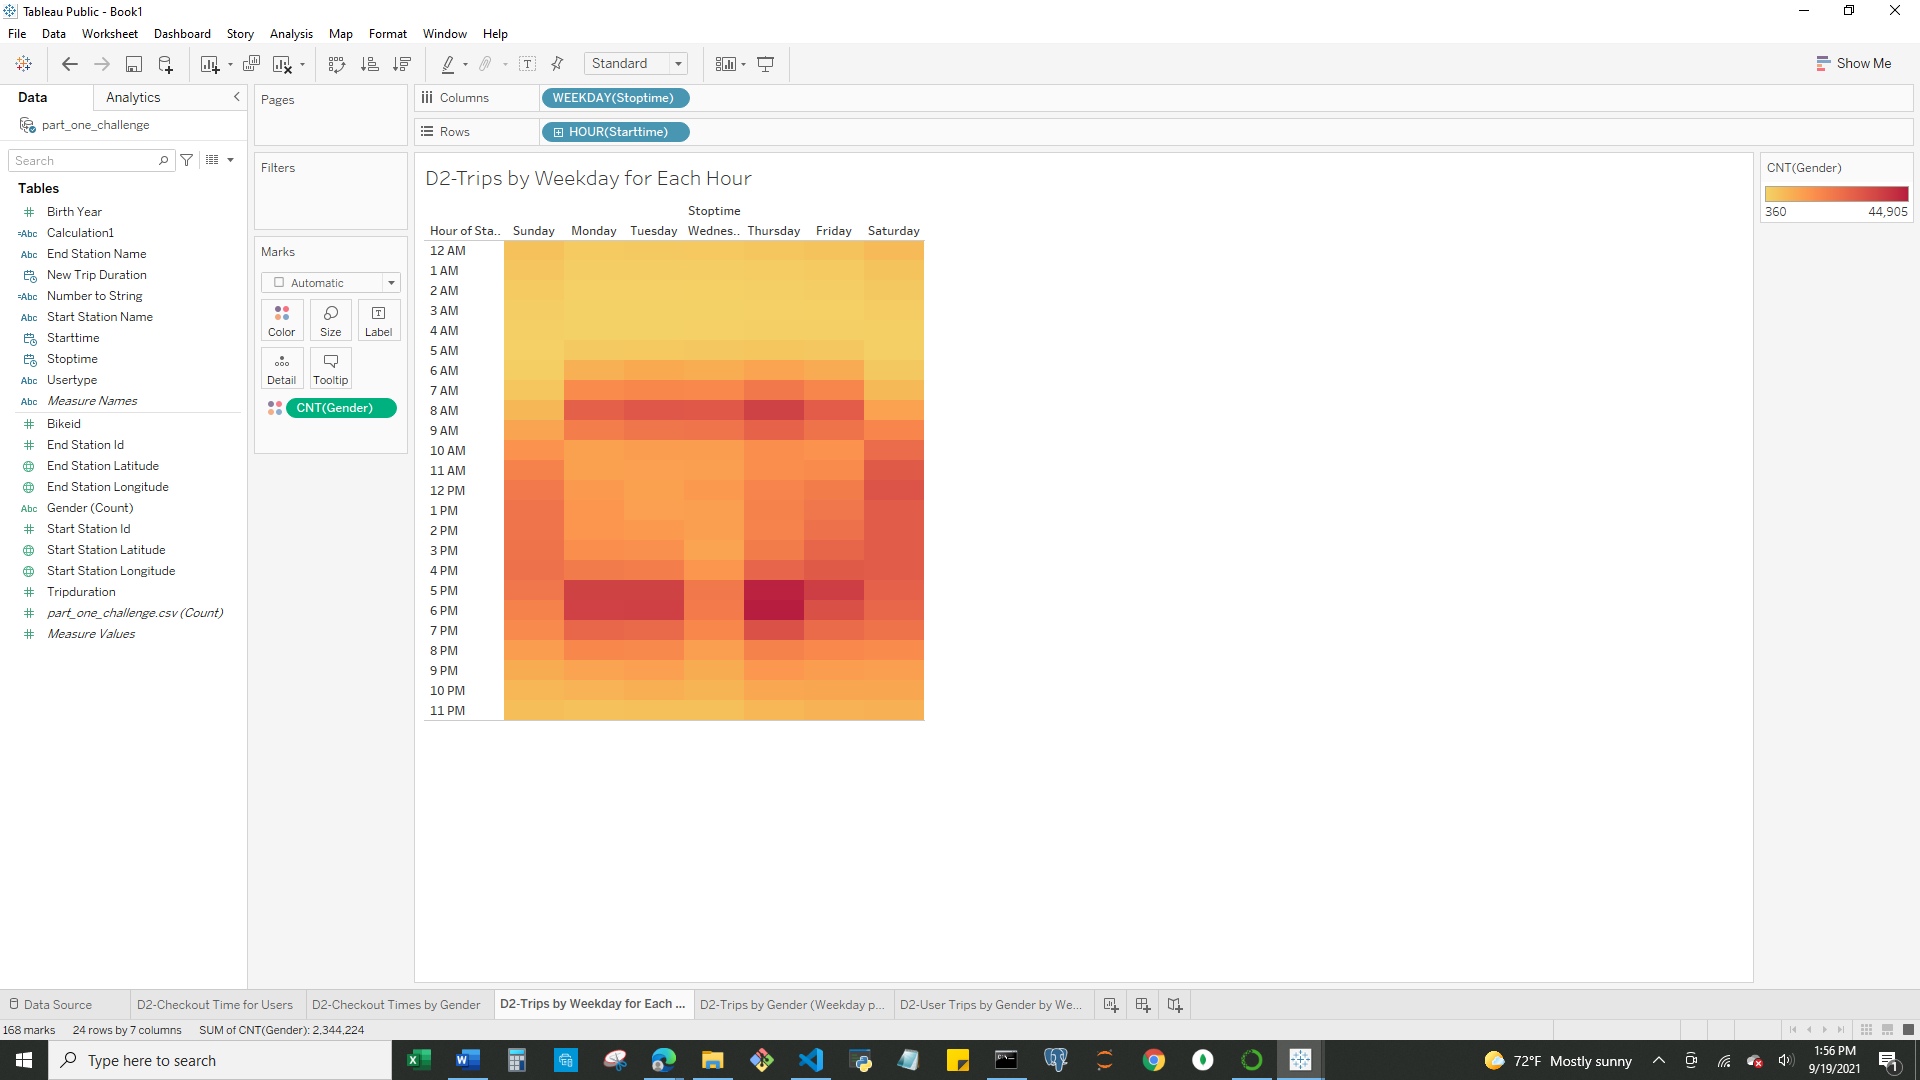 Tableau Public - Book1
File Data Worksheet Dashboard Story Analysis Map Format Window Help
Standard
Show Me
Data Analytics
part_one_challenge
Search
Tables
# Birth Year
=Abc Calculation1
Abc End Station Name
New Trip Duration
=Abc Number to String
Abc Start Station Name
Starttime
Stoptime
Abc Usertype
Abc Measure Names
# Bikeid
# End Station Id
End Station Latitude
End Station Longitude
Abc Gender (Count)
# Start Station Id
Start Station Latitude
Start Station Longitude
# Tripduration
# part_one_challenge.csv (Count)
# Measure Values
Pages
Filters
Marks
Automatic
Color Size Label
Detail Tooltip
CNT(Gender)
Columns WEEKDAY(Stoptime)
Rows HOUR(Starttime)
D2-Trips by Weekday for Each Hour
Stoptime
Hour of Sta.. Sunday Monday Tuesday Wednes.. Thursday Friday Saturday
12 AM
1 AM
2 AM
3 AM
4 AM
5 AM
6 AM
7 AM
8 AM
9 AM
10 AM
11 AM
12 PM
1 PM
2 PM
3 PM
4 PM
5 PM
6 PM
7 PM
8 PM
9 PM
10 PM
11 PM
CNT(Gender)
360 44,905
Data Source D2-Checkout Time for Users D2-Checkout Times by Gender D2-Trips by Weekday for Each ... D2-Trips by Gender (Weekday p... D2-User Trips by Gender by We...
168 marks 24 rows by 7 columns SUM of CNT(Gender): 2,344,224
Type here to search
72°F Mostly sunny
1:56 PM
9/19/2021
1